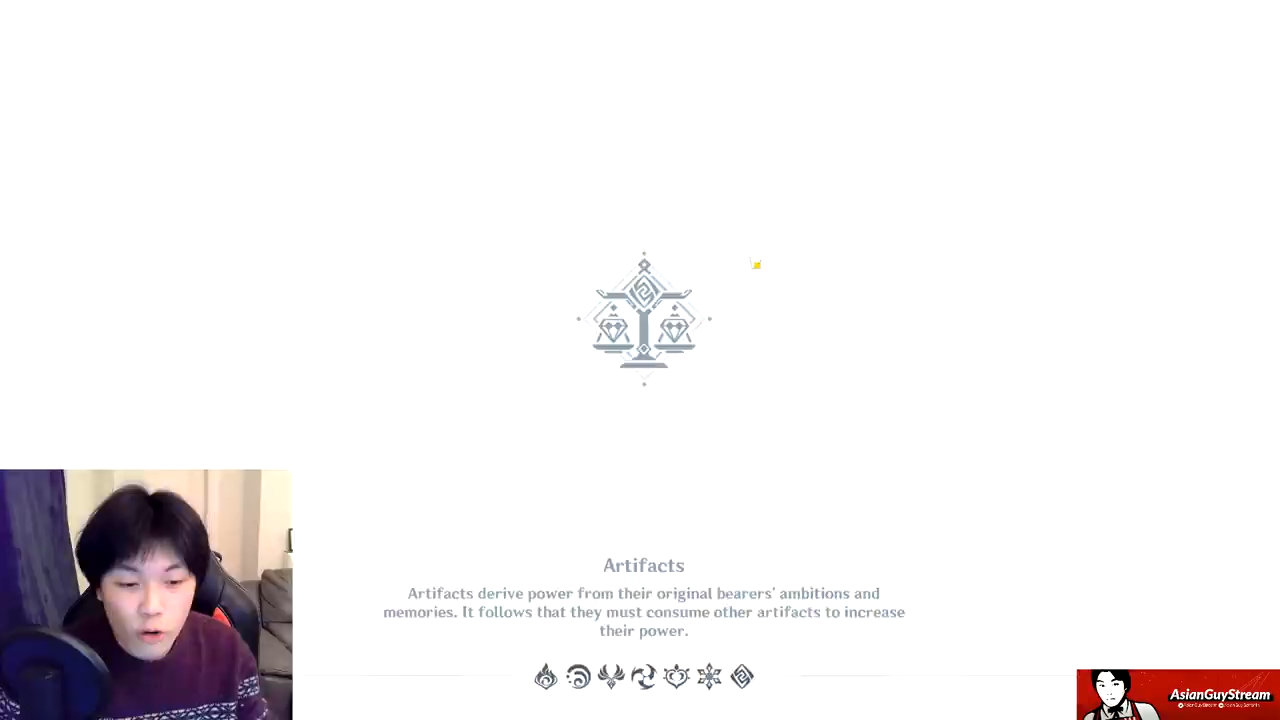 Artifacts
Artifacts derive power from their original bearers' ambitions and
memories. It follows that they must consume other artifacts to increase
their power.
AsianGuyStream